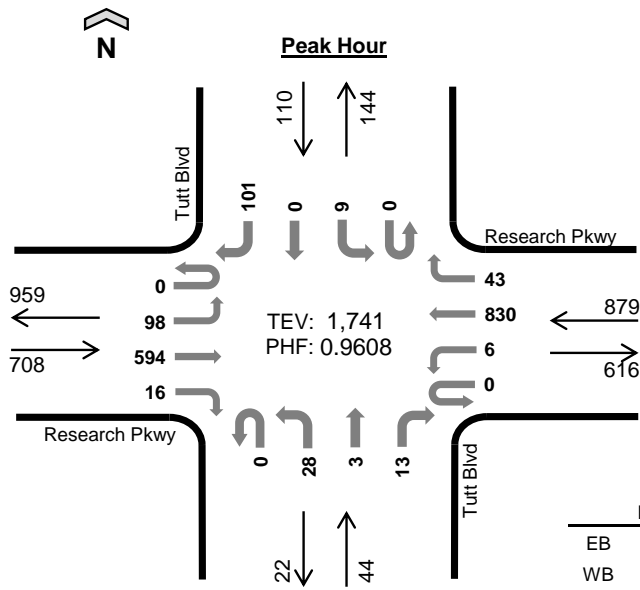 N
Peak Hour
110
144
Tutt Blvd
101
0
9
0
Research Pkwy
959
0
43
98
TEV: 1,741
830
879
708
594
PHF: 0.9608
6
616
16
0
Research Pkwy
0
28
3
13
Tutt Blvd
22
44
EB
WB